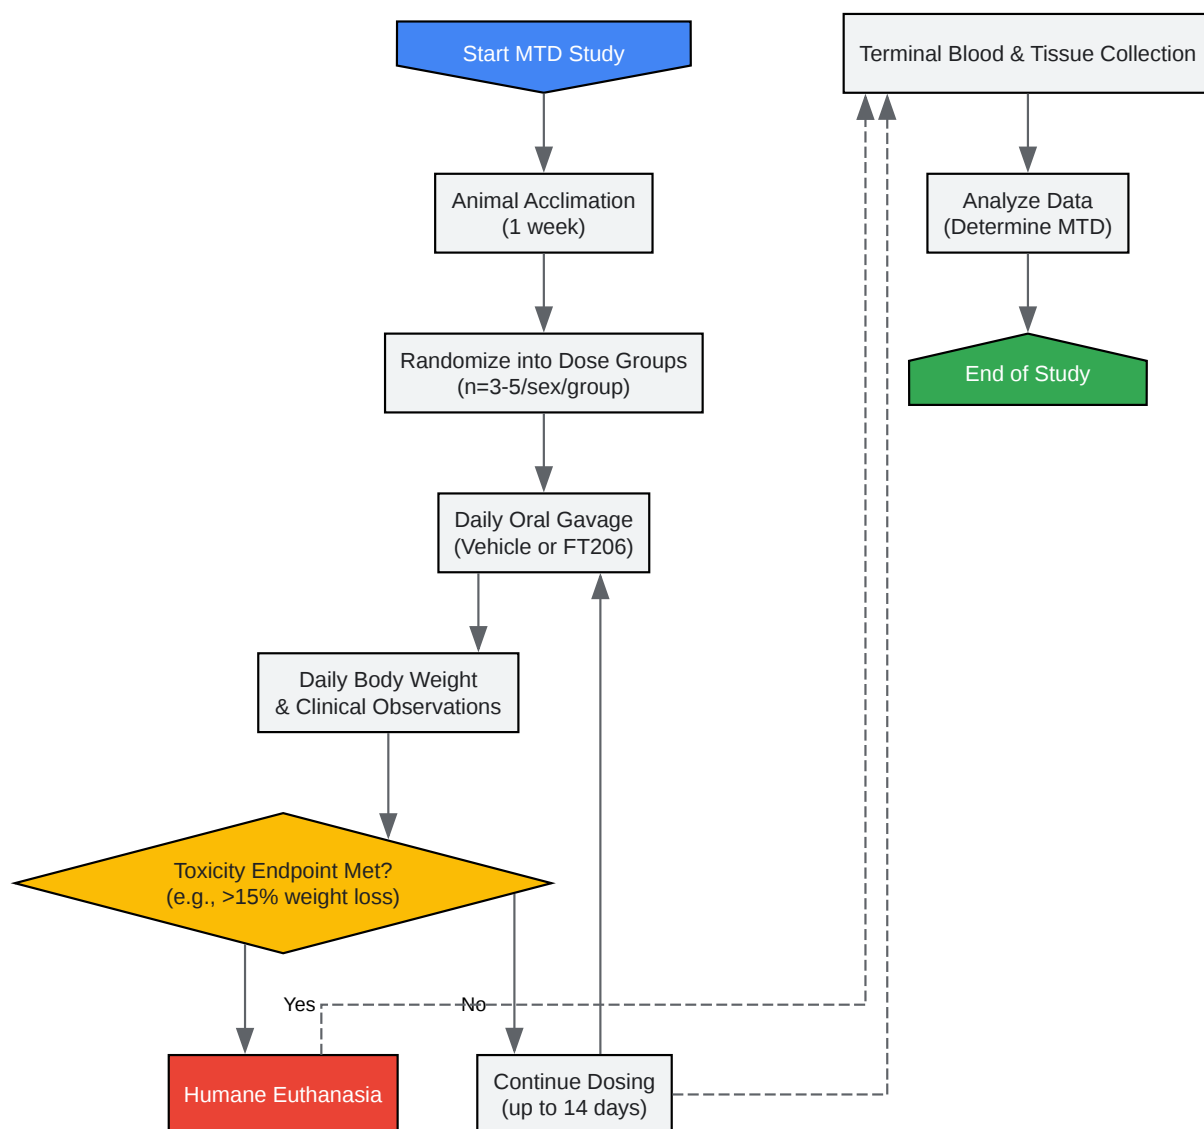 Start MTD Study
Animal Acclimation
(1 week)
Randomize into Dose Groups
(n=3-5/sex/group)
Daily Oral Gavage
(Vehicle or FT206)
Daily Body Weight
& Clinical Observations
Toxicity Endpoint Met?
(e.g., >15% weight loss)
Yes
No
Humane Euthanasia
Continue Dosing
(up to 14 days)
Terminal Blood & Tissue Collection
Analyze Data
(Determine MTD)
End of Study